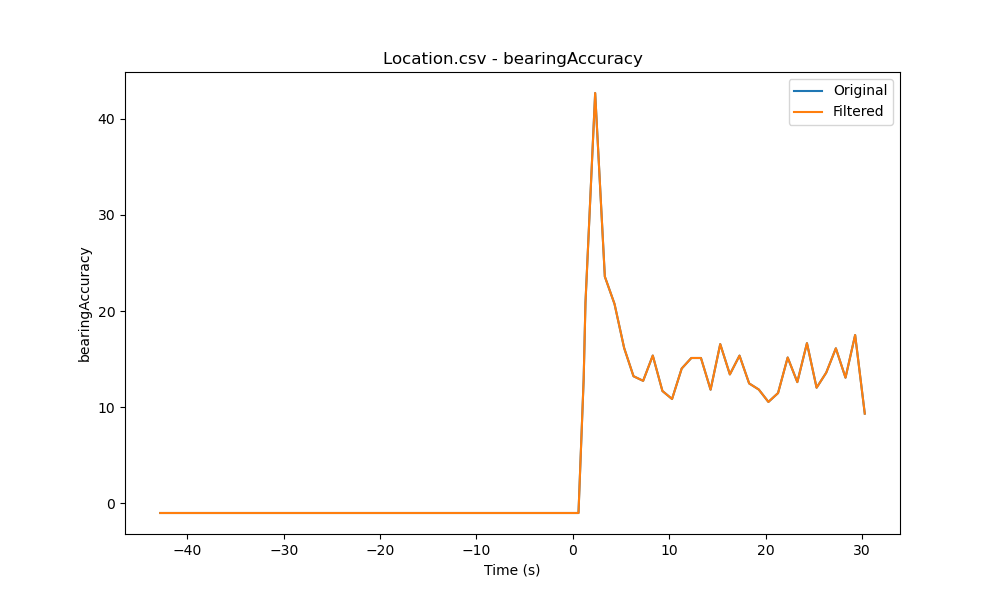 Location.csv - bearingAccuracy
Original
Filtered
40
30
20
10
0
bearingAccuracy
−40
−30
−20
−10
0
10
20
30
Time (s)